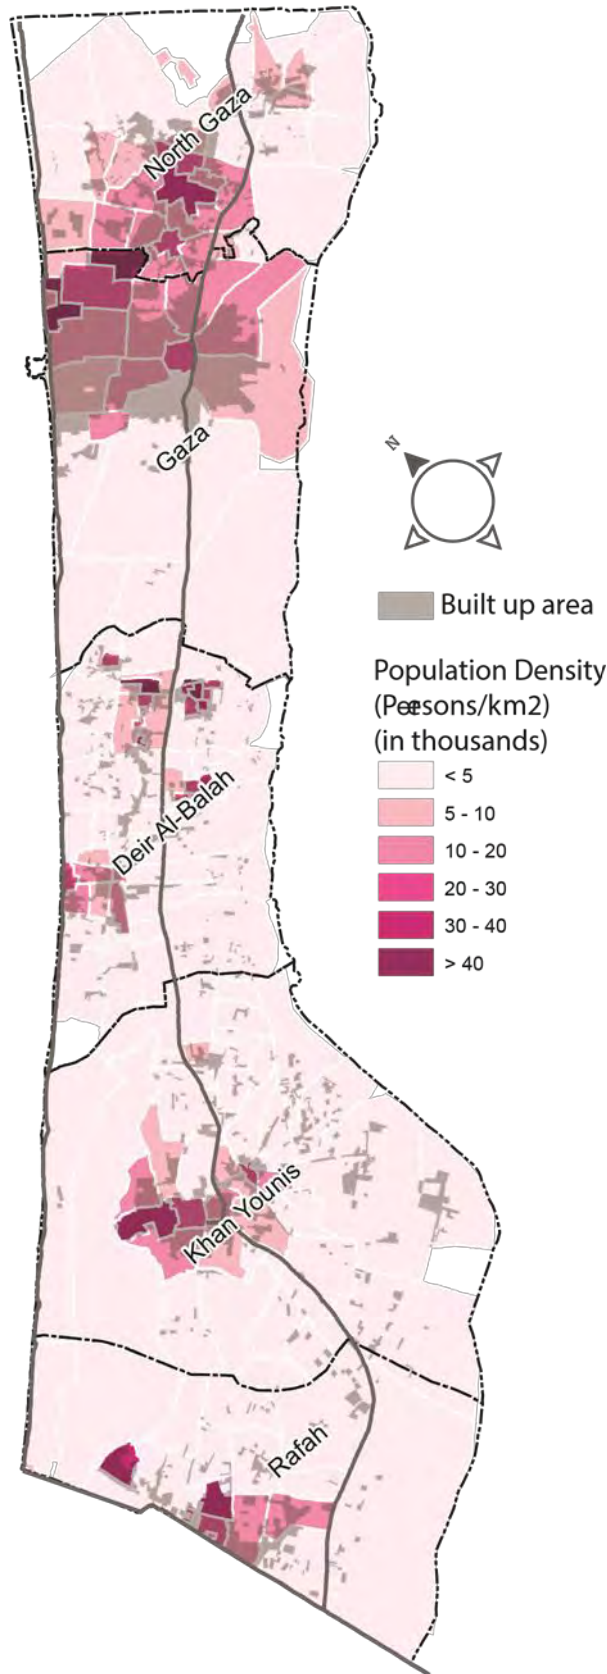 North Gaza
Gaza
N
Built up area
Population Density
(Peersons/km2)
(in thousands)
< 5
5 - 10
10 - 20
20 - 30
30 - 40
> 40
Deir Al-Balah
Khan Younis
Rafah